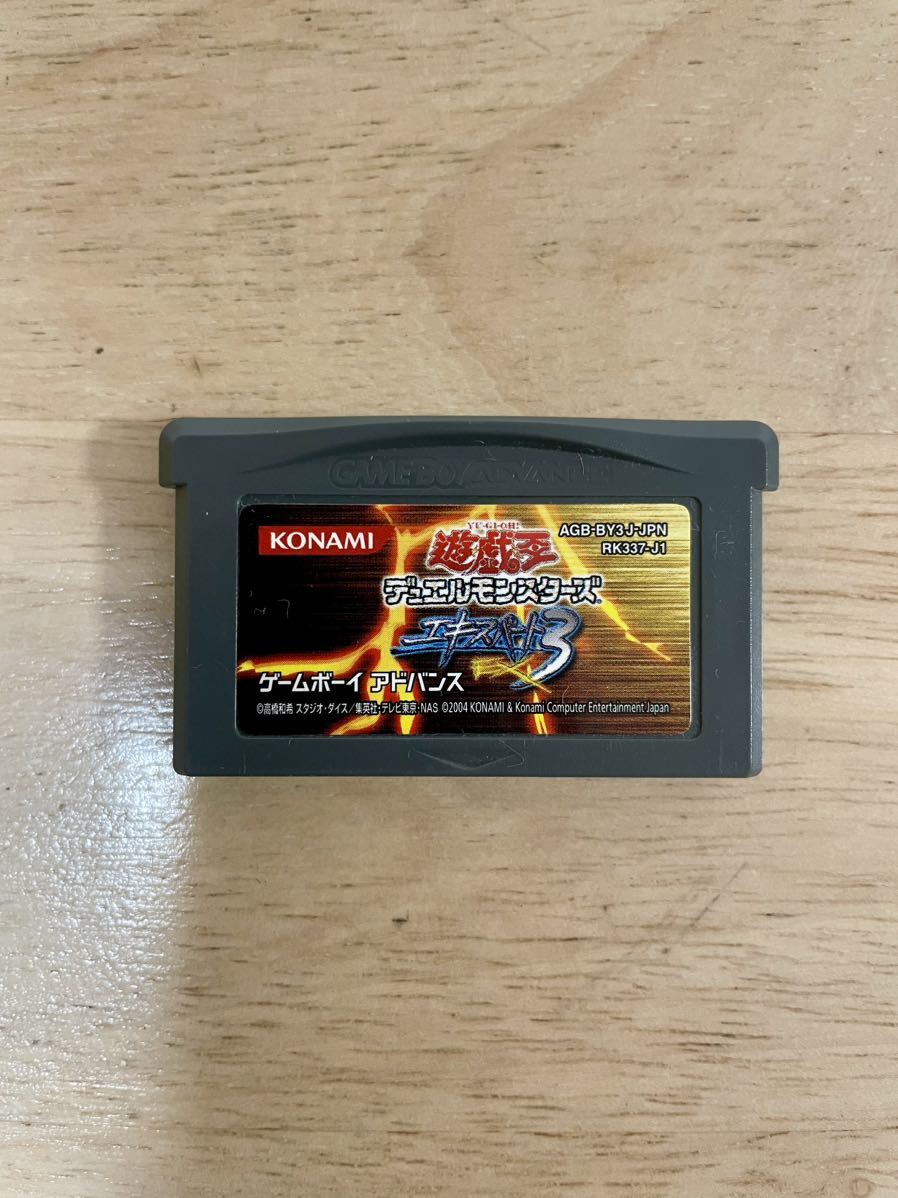 GAME BOY ADVANCE
KONAMI
YU-GI-OH!
遊戯王
デュエルモンスターズ
エキスパート3
AGB-BY3J-JPN
RK337-J1
ゲームボーイ アドバンス
©高橋和希 スタジオ・ダイス/集英社・テレビ東京・NAS ©2004 KONAMI & Konami Computer Entertainment Japan